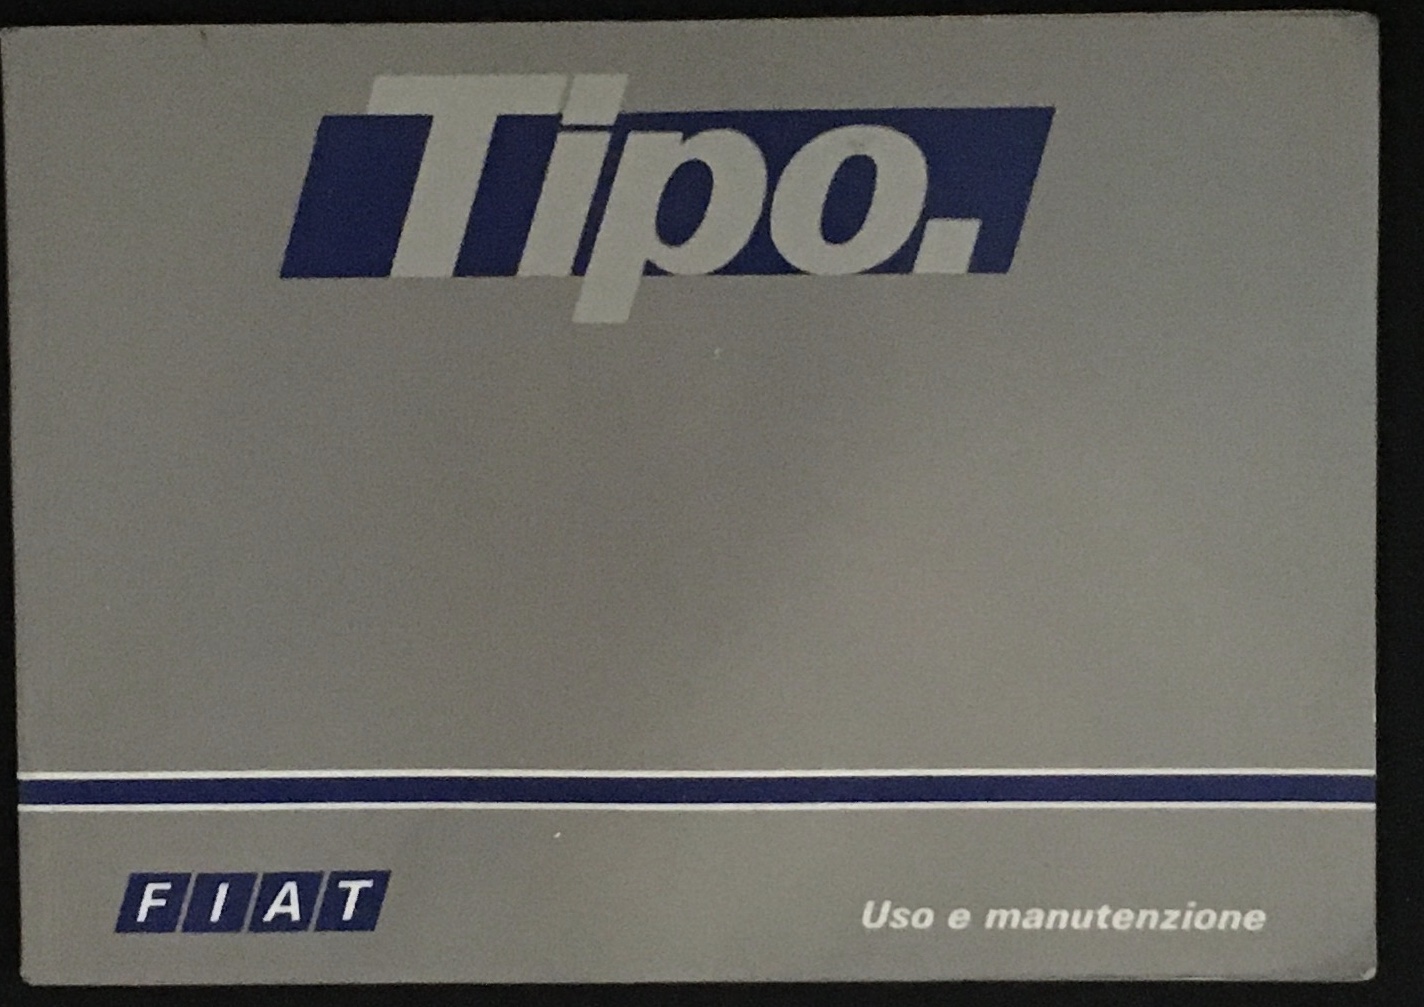 Tipo.
FIAT
Uso e manutenzione